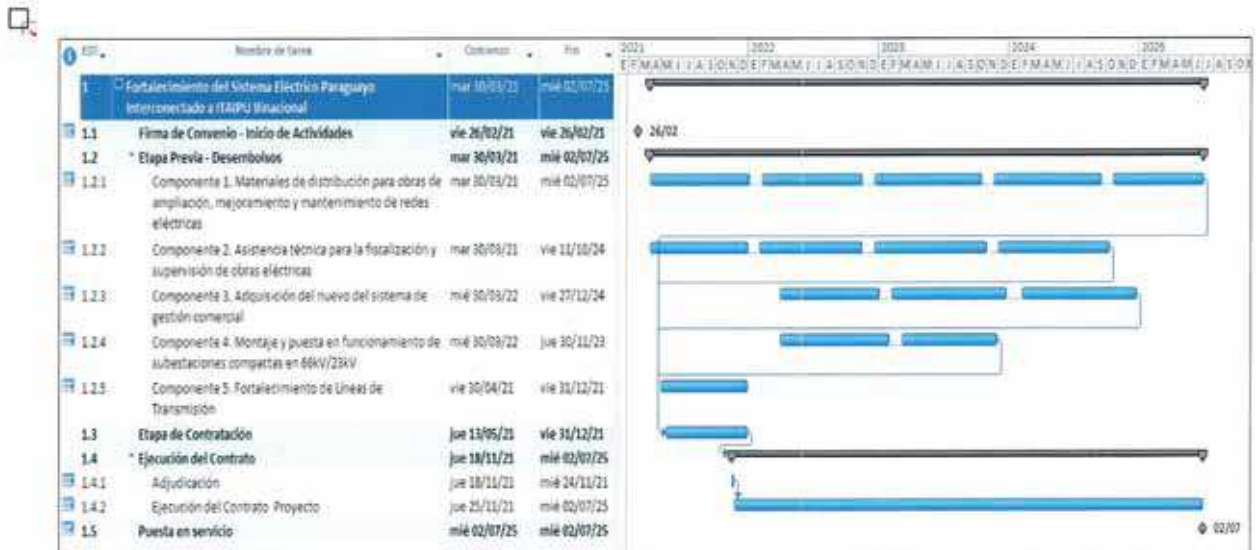 EDT Nombre de tarea Comienzo Fin 2021 2022 2023 2024 2025
1 Fortalecimiento del Sistema Eléctrico Paraguayo mar 30/03/21 mié 02/07/25
Interconectado a ITAIPU Binacional
1.1 Firma de Convenio - Inicio de Actividades vie 26/02/21 vie 26/02/21 26/02
1.2 Etapa Previa - Desembolsos mar 30/03/21 mié 02/07/25
1.2.1 Componente 1. Materiales de distribución para obras de mar 30/03/21 mié 02/07/25
ampliación, mejoramiento y mantenimiento de redes
eléctricas
1.2.2 Componente 2. Asistencia técnica para la fiscalización y mar 30/03/21 vie 11/10/24
supervisión de obras eléctricas
1.2.3 Componente 3. Adquisición del nuevo del sistema de mié 30/03/22 vie 27/12/24
gestión comercial
1.2.4 Componente 4. Montaje y puesta en funcionamiento de mié 30/03/22 jue 30/11/23
subestaciones compactas en 66kV/23kV
1.2.5 Componente 5. Fortalecimiento de Líneas de vie 30/04/21 vie 31/12/21
Transmisión
1.3 Etapa de Contratación jue 13/05/21 vie 31/12/21
1.4 Ejecución del Contrato jue 18/11/21 mié 02/07/25
1.4.1 Adjudicación jue 18/11/21 mié 24/11/21
1.4.2 Ejecución del Contrato Proyecto jue 25/11/21 mié 02/07/25
1.5 Puesta en servicio mié 02/07/25 mié 02/07/25 02/07